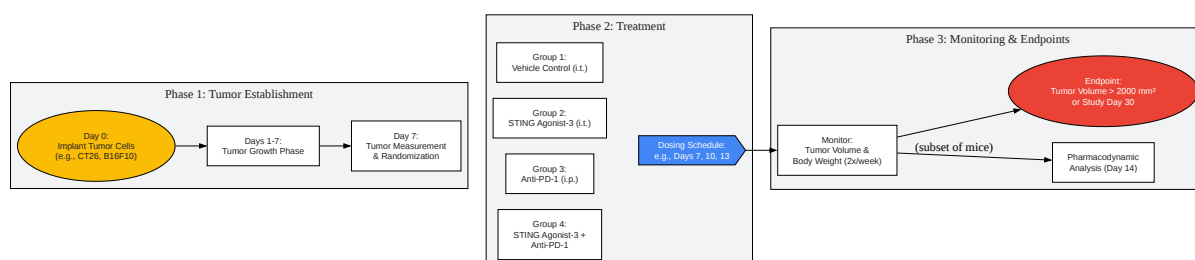 Phase 1: Tumor Establishment
Day 0:
Implant Tumor Cells
(e.g., CT26, B16F10)
Days 1-7:
Tumor Growth Phase
Day 7:
Tumor Measurement
& Randomization
Phase 2: Treatment
Group 1:
Vehicle Control (i.t.)
Group 2:
STING Agonist-3 (i.t.)
Group 3:
Anti-PD-1 (i.p.)
Group 4:
STING Agonist-3 +
Anti-PD-1
Dosing Schedule:
e.g., Days 7, 10, 13
Phase 3: Monitoring & Endpoints
Monitor:
Tumor Volume &
Body Weight (2x/week)
Endpoint:
Tumor Volume > 2000 mm³
or Study Day 30
(subset of mice)
Pharmacodynamic
Analysis (Day 14)